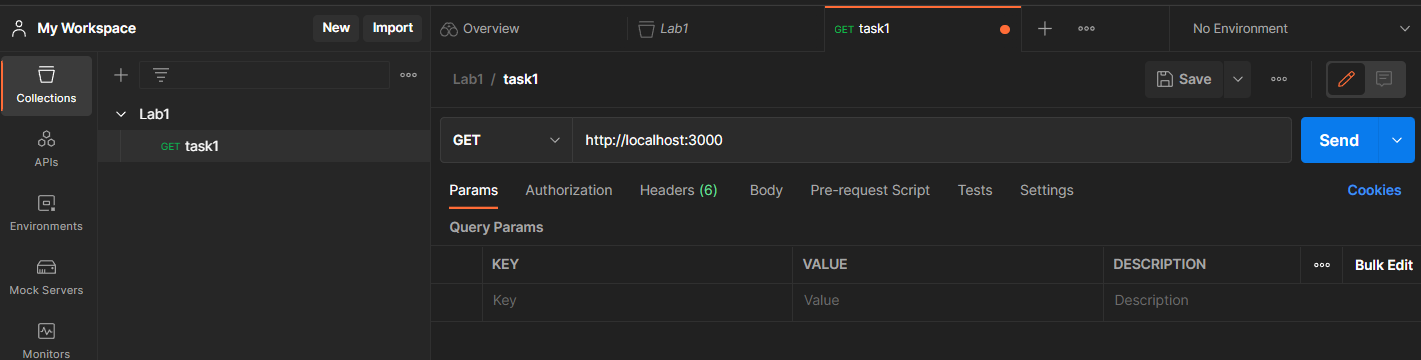 My Workspace New Import Overview Lab1 GET task1 No Environment
Collections Lab1 / task1 Save
Lab1
GET task1 GET http://localhost:3000 Send
APIs
Params Authorization Headers (6) Body Pre-request Script Tests Settings Cookies
Environments Query Params
KEY VALUE DESCRIPTION Bulk Edit
Mock Servers
Key Value Description
Monitors